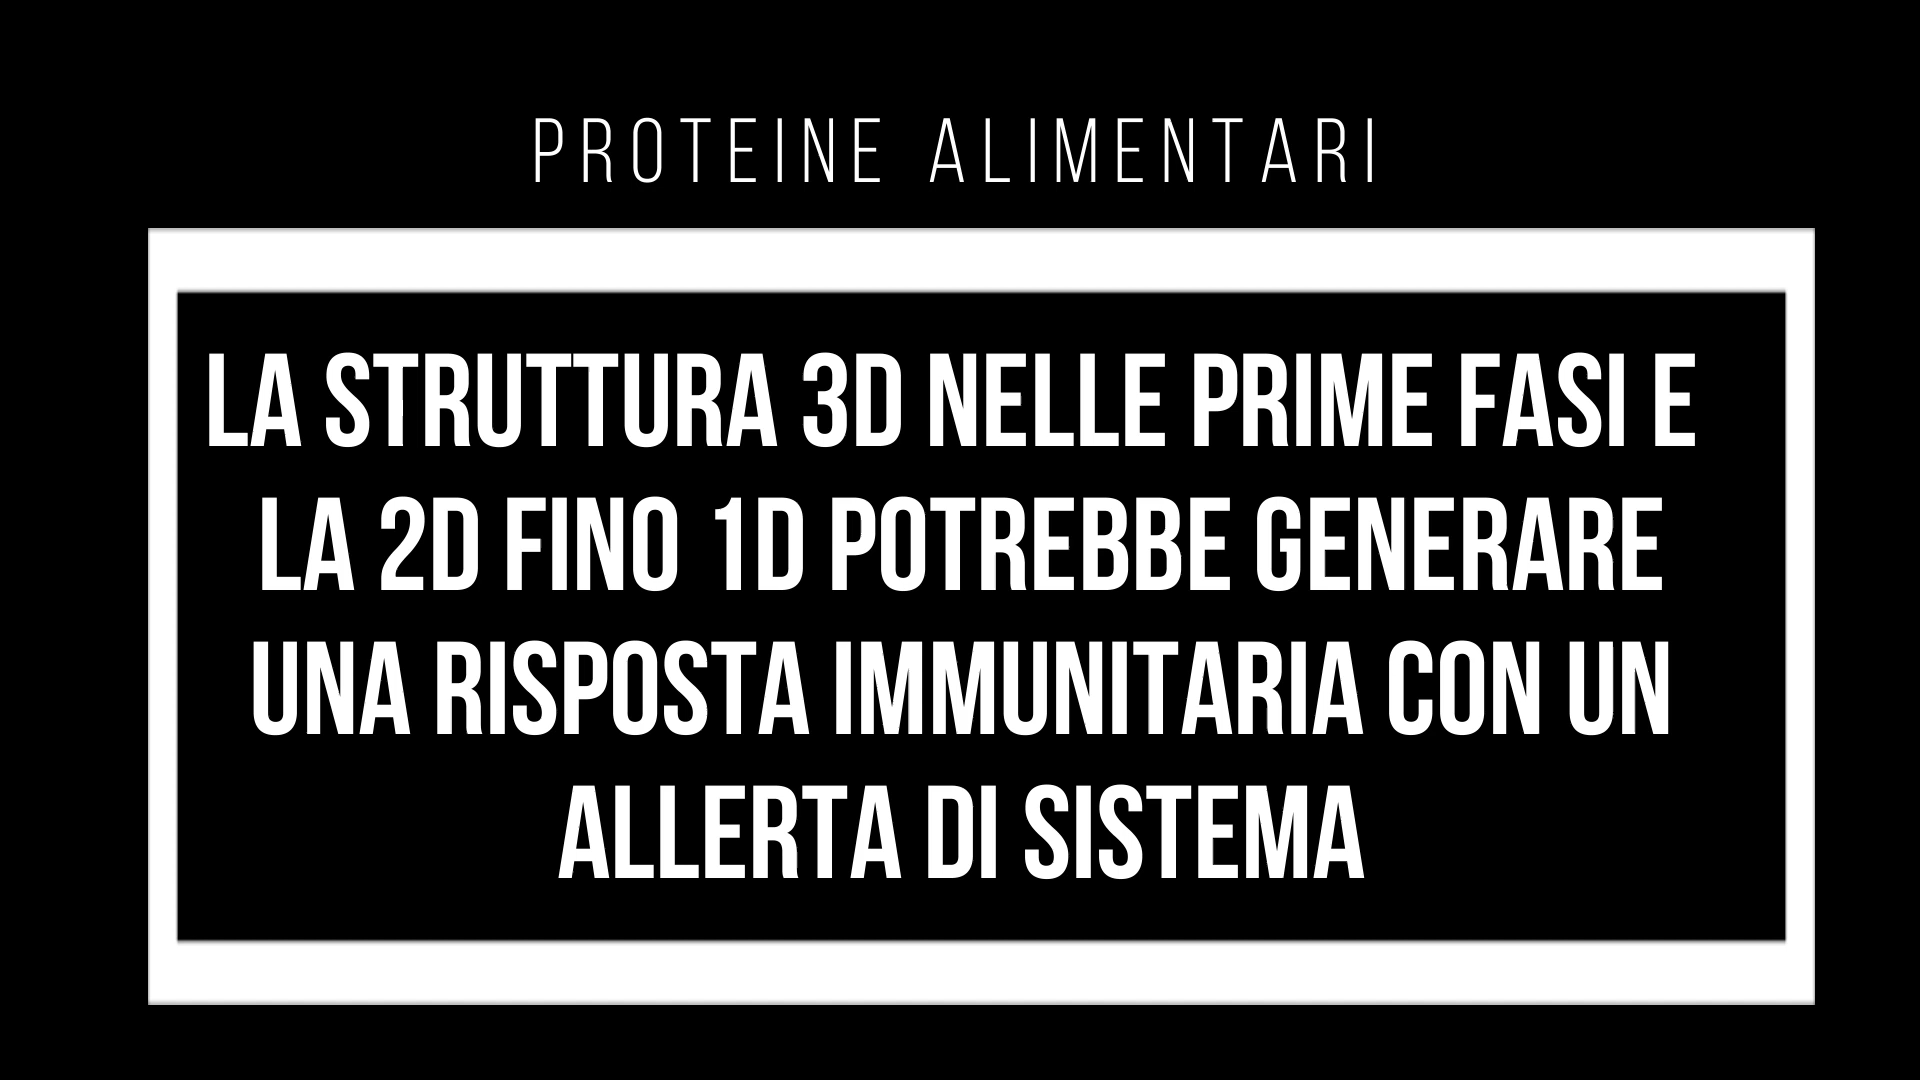 PROTEINE ALIMENTARI
LA STRUTTURA 3D NELLE PRIME FASI E
LA 2D FINO 1D POTREBBE GENERARE
UNA RISPOSTA IMMUNITARIA CON UN
ALLERTA DI SISTEMA